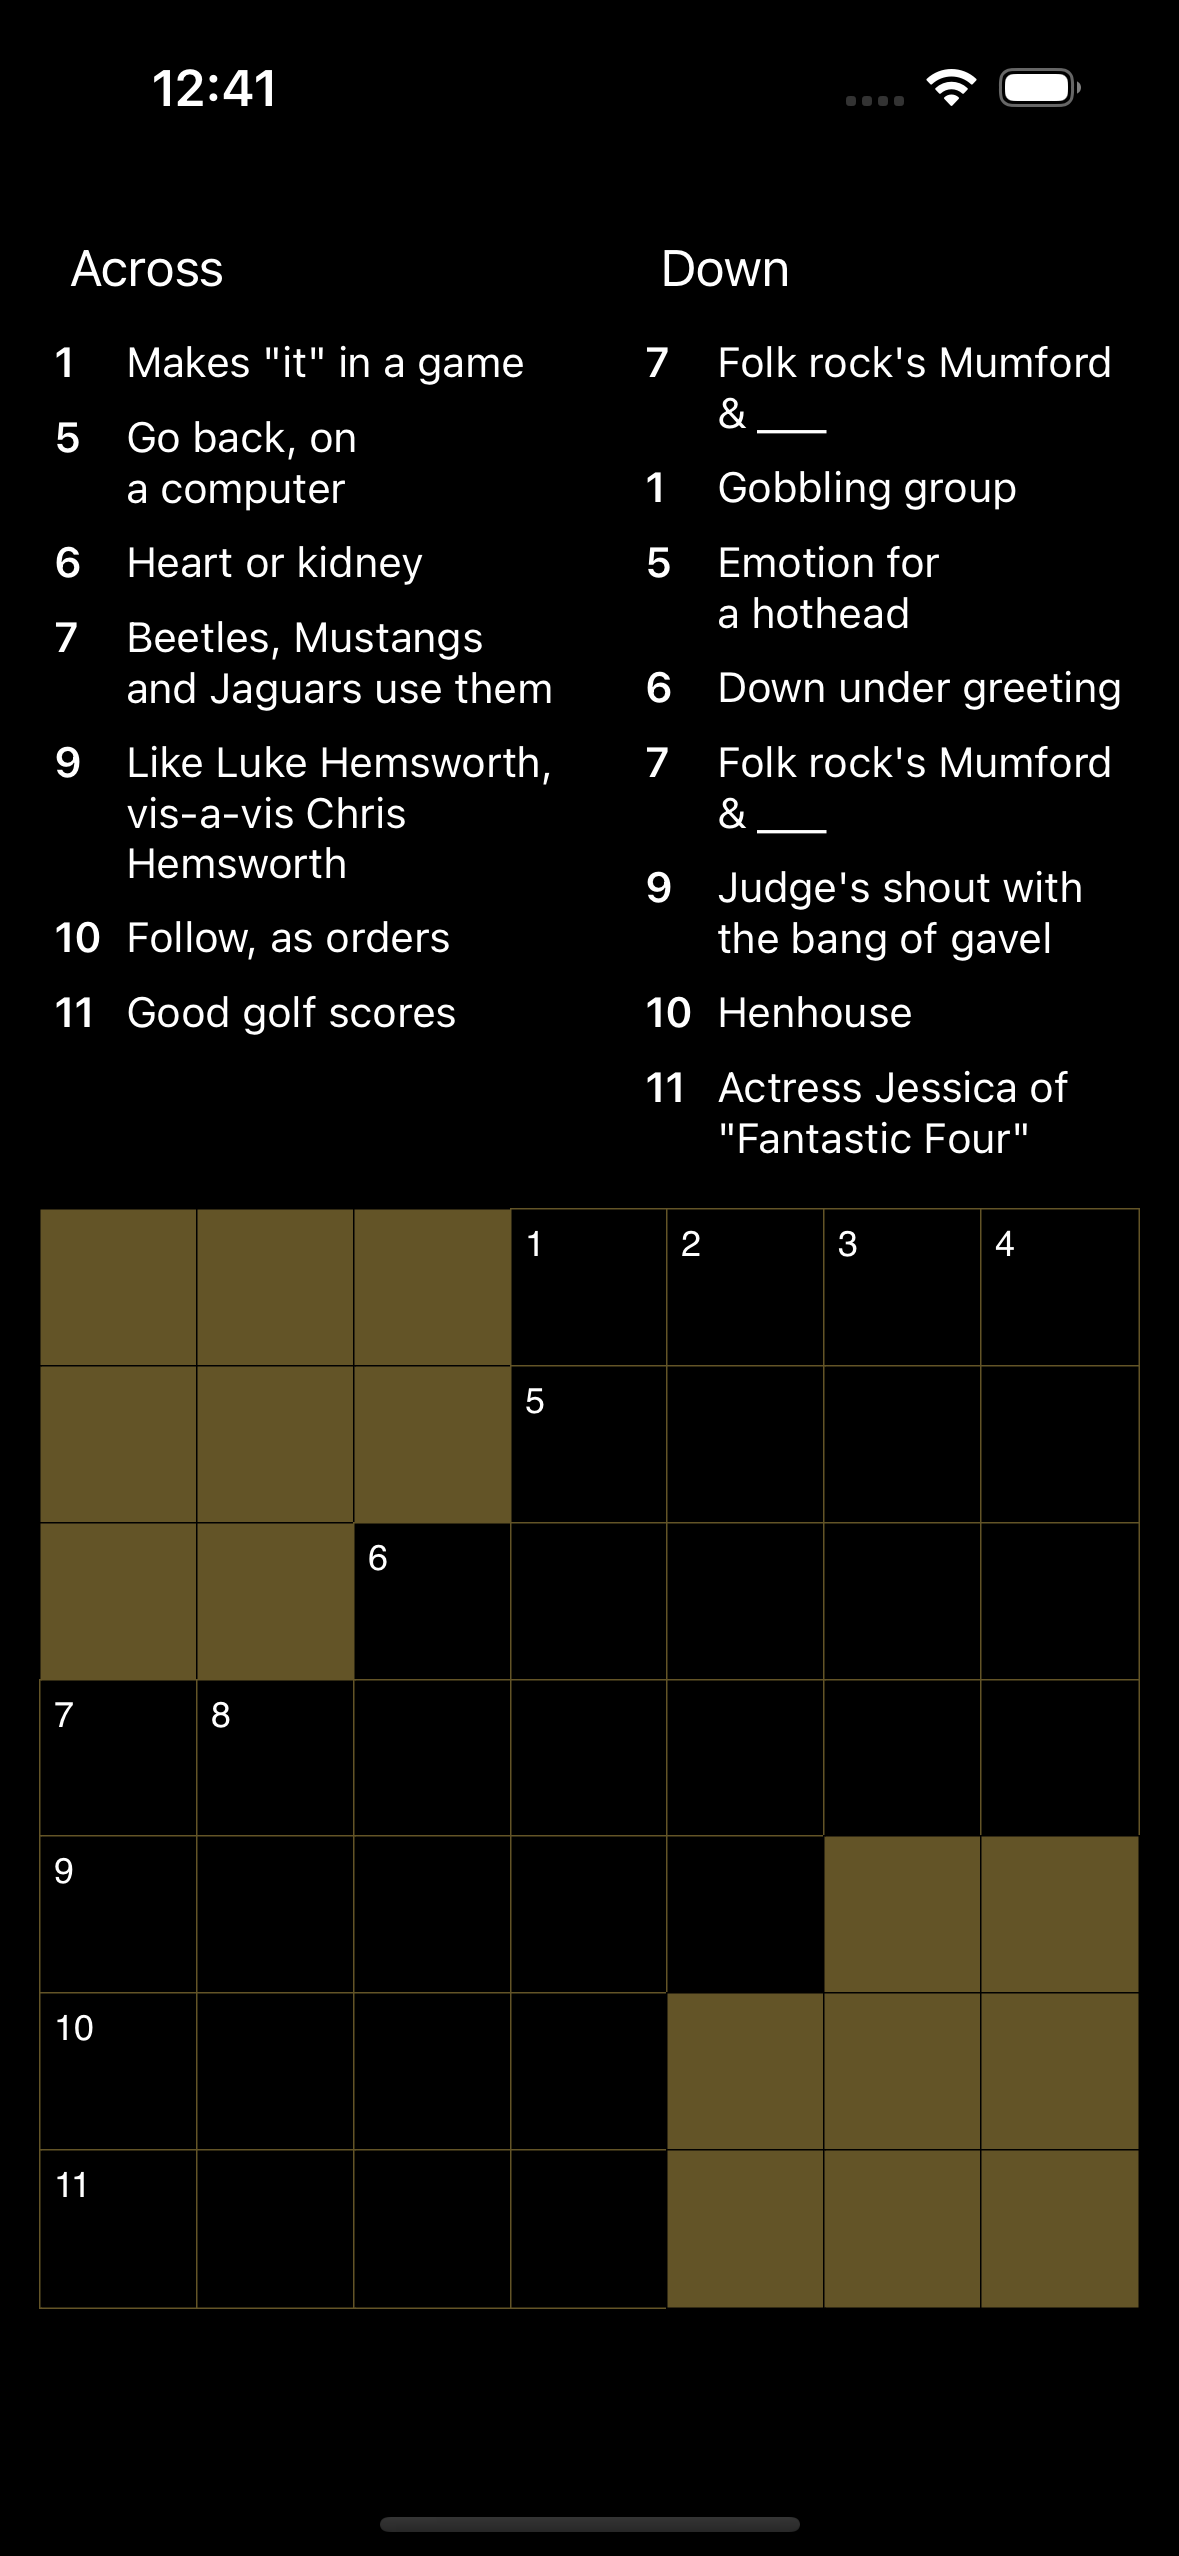 12:41
Across
1 Makes "it" in a game
5 Go back, on
a computer
6 Heart or kidney
7 Beetles, Mustangs
and Jaguars use them
9 Like Luke Hemsworth,
vis-a-vis Chris
Hemsworth
10 Follow, as orders
11 Good golf scores
Down
7 Folk rock's Mumford
& ___
1 Gobbling group
5 Emotion for
a hothead
6 Down under greeting
7 Folk rock's Mumford
& ___
9 Judge's shout with
the bang of gavel
10 Henhouse
11 Actress Jessica of
"Fantastic Four"
1 2 3 4
5
6
7 8
9
10
11